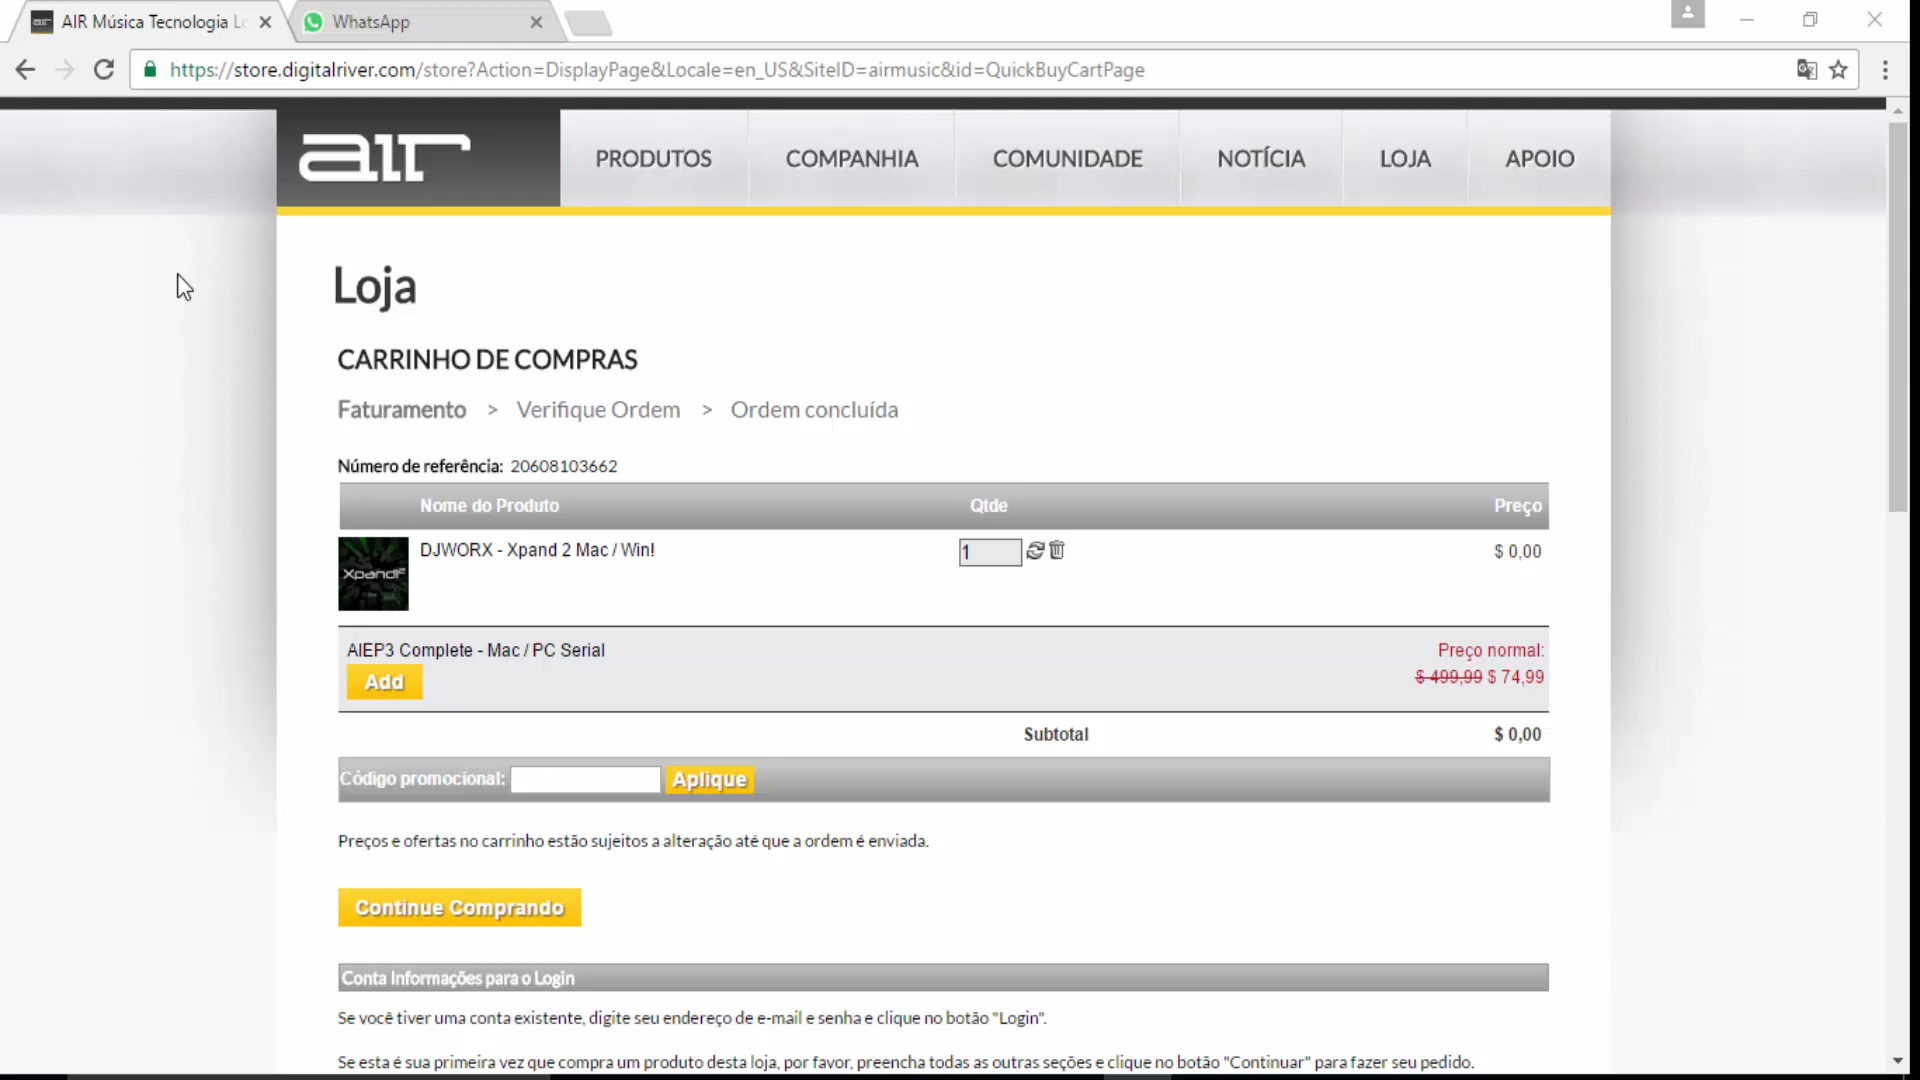 AIR Música Tecnologia Lo
WhatsApp
https://store.digitalriver.com/store?Action=DisplayPage&Locale=en_US&SiteID=airmusic&id=QuickBuyCartPage
air
PRODUTOS
COMPANHIA
COMUNIDADE
NOTÍCIA
LOJA
APOIO
Loja
CARRINHO DE COMPRAS
Faturamento > Verifique Ordem > Ordem concluída
Número de referência: 20608103662
Nome do Produto Qtde Preço
Xpand!²
DJWORX - Xpand 2 Mac / Win! 1 $ 0,00
AIEP3 Complete - Mac / PC Serial Preço normal:
$ 499,99 $ 74,99
Add
Subtotal $ 0,00
Código promocional: Aplique
Preços e ofertas no carrinho estão sujeitos a alteração até que a ordem é enviada.
Continue Comprando
Conta Informações para o Login
Se você tiver uma conta existente, digite seu endereço de e-mail e senha e clique no botão "Login".
Se esta é sua primeira vez que compra um produto desta loja, por favor, preencha todas as outras seções e clique no botão "Continuar" para fazer seu pedido.